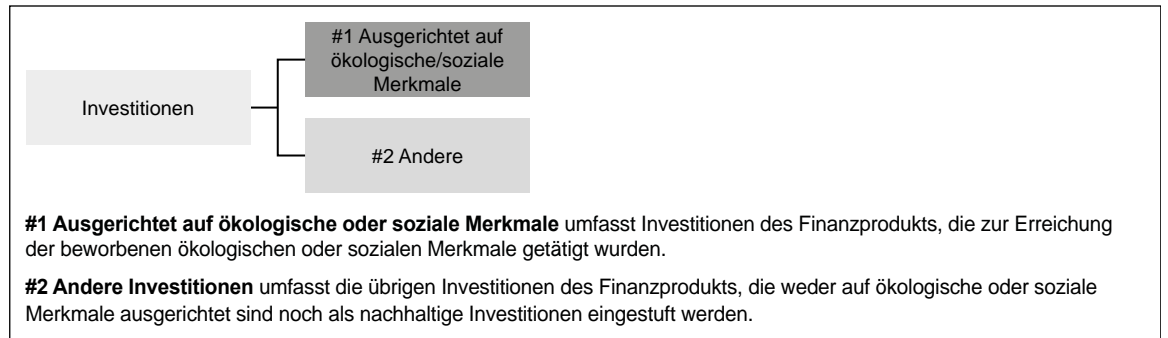 #1 Ausgerichtet auf
ökologische/soziale
Merkmale
Investitionen
#2 Andere
#1 Ausgerichtet auf ökologische oder soziale Merkmale umfasst Investitionen des Finanzprodukts, die zur Erreichung
der beworbenen ökologischen oder sozialen Merkmale getätigt wurden.
#2 Andere Investitionen umfasst die übrigen Investitionen des Finanzprodukts, die weder auf ökologische oder soziale
Merkmale ausgerichtet sind noch als nachhaltige Investitionen eingestuft werden.